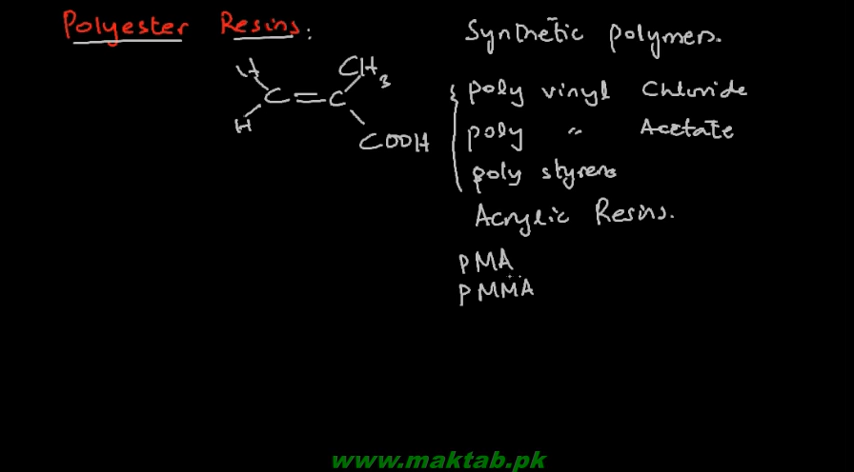 Polyester Resins:
Synthetic polymers.
H
CH3
C=C
H
COOH
poly vinyl Chloride
poly " Acetate
poly styrene
Acrylic Resins.
PMA
PMMA
www.maktab.pk